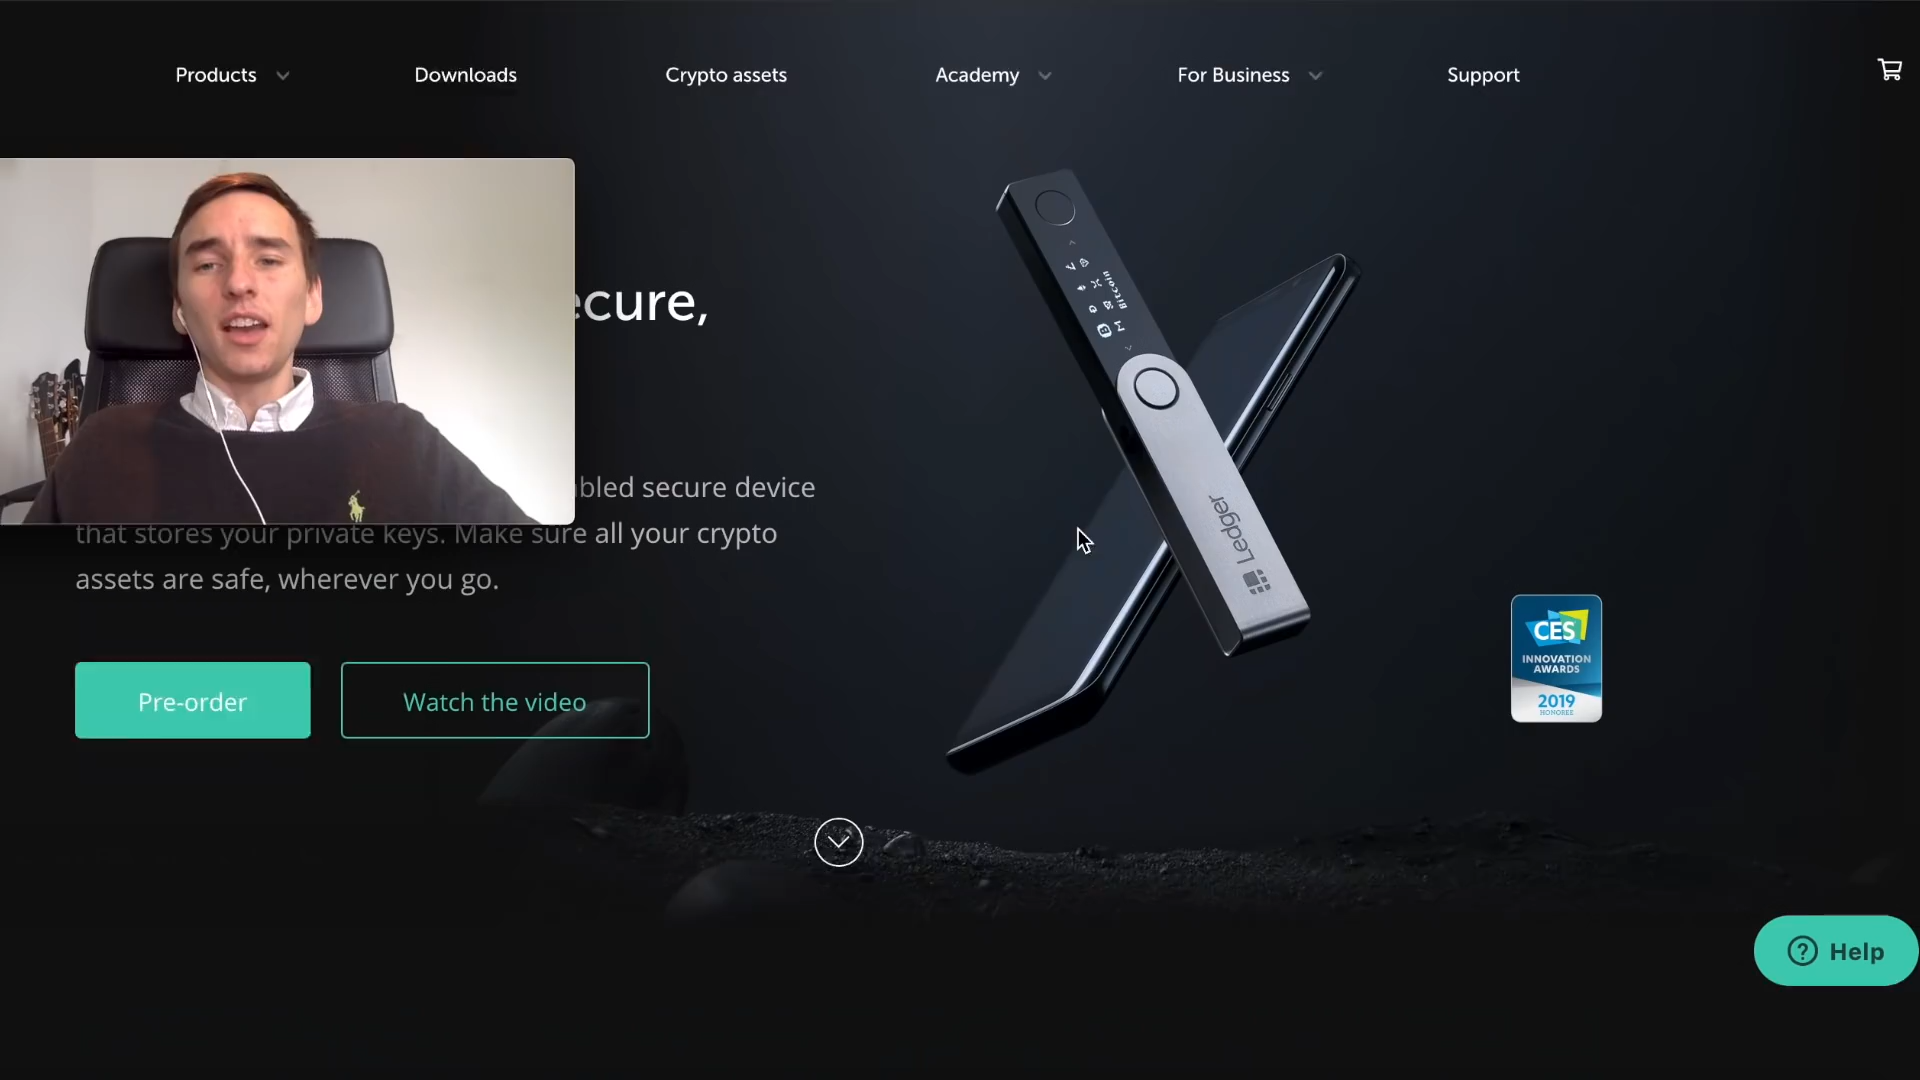 Products
Downloads
Crypto assets
Academy
For Business
Support
ecure,
bled secure device
that stores your private keys. Make sure all your crypto
assets are safe, wherever you go.
Pre-order
Watch the video
Bitcoin
Ledger
CES
INNOVATION
AWARDS
2019
HONOREE
Help